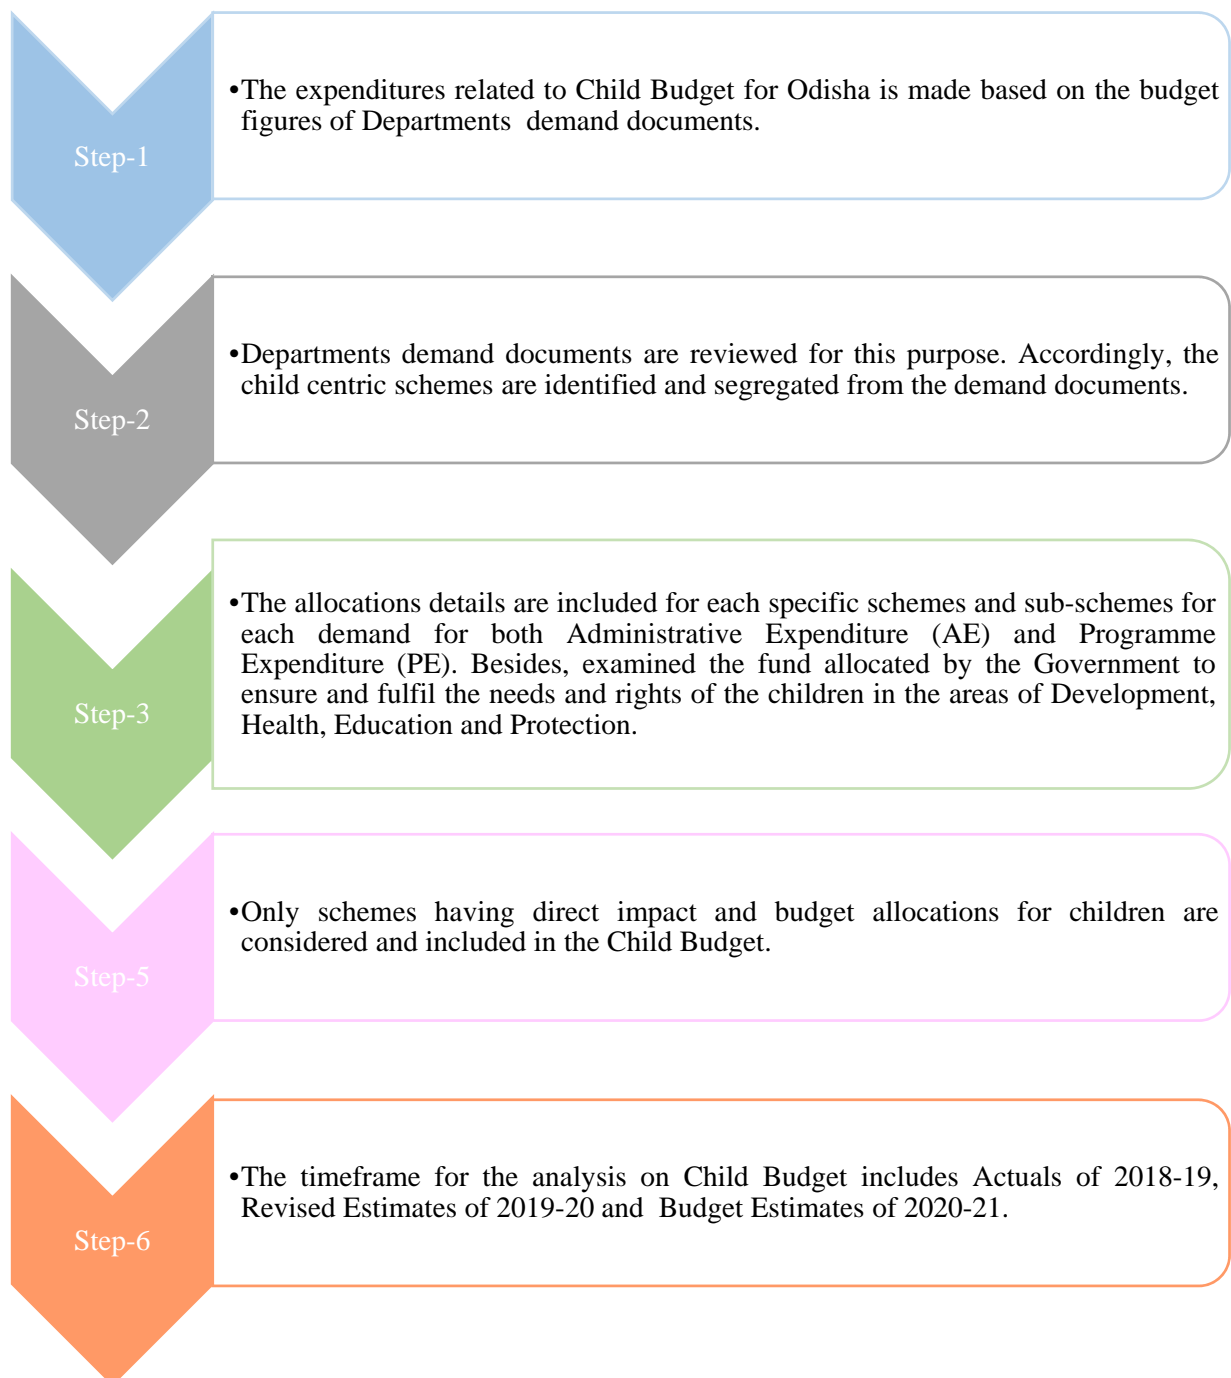 Step-1
•The expenditures related to Child Budget for Odisha is made based on the budget
figures of Departments demand documents.
Step-2
•Departments demand documents are reviewed for this purpose. Accordingly, the
child centric schemes are identified and segregated from the demand documents.
Step-3
•The allocations details are included for each specific schemes and sub-schemes for
each demand for both Administrative Expenditure (AE) and Programme
Expenditure (PE). Besides, examined the fund allocated by the Government to
ensure and fulfil the needs and rights of the children in the areas of Development,
Health, Education and Protection.
Step-5
•Only schemes having direct impact and budget allocations for children are
considered and included in the Child Budget.
Step-6
•The timeframe for the analysis on Child Budget includes Actuals of 2018-19,
Revised Estimates of 2019-20 and Budget Estimates of 2020-21.